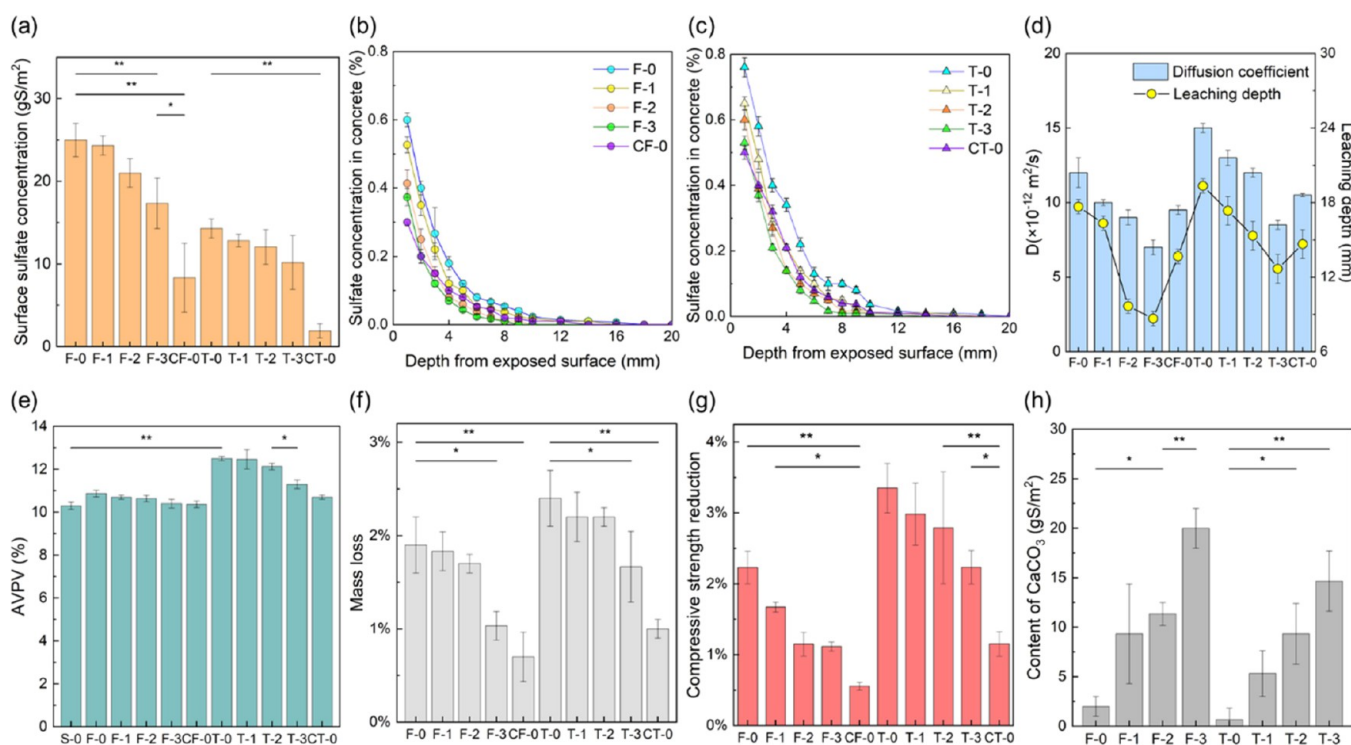 (a)
Surface sulfate concentration (gS/m²)
25
20
10
0
**
**
**
*
F-0 F-1 F-2 F-3 CF-0 T-0 T-1 T-2 T-3 CT-0
(b)
Sulfate concentration in concrete (%)
0.8
0.6
0.4
0.2
0.0
F-0
F-1
F-2
F-3
CF-0
0 4 8 12 16 20
Depth from exposed surface (mm)
(c)
Sulfate concentration in concrete (%)
0.8
0.6
0.4
0.2
0.0
T-0
T-1
T-2
T-3
CT-0
0 4 8 12 16 20
Depth from exposed surface (mm)
(d)
D(×10⁻¹² m²/s)
20
15
10
5
0
Diffusion coefficient
Leaching depth
30
24
18
12
6
Leaching depth (mm)
F-0 F-1 F-2 F-3 CF-0 T-0 T-1 T-2 T-3 CT-0
(e)
AVPV (%)
14
12
10
8
6
4
2
0
**
*
S-0 F-0 F-1 F-2 F-3 CF-0 T-0 T-1 T-2 T-3 CT-0
(f)
Mass loss
3%
2%
1%
0%
**
**
*
*
F-0 F-1 F-2 F-3 CF-0 T-0 T-1 T-2 T-3 CT-0
(g)
Compressive strength reduction
4%
3%
2%
1%
0%
**
**
*
*
F-0 F-1 F-2 F-3 CF-0 T-0 T-1 T-2 T-3 CT-0
(h)
Content of CaCO₃ (gS/m²)
30
25
20
15
10
5
0
**
**
*
*
F-0 F-1 F-2 F-3 T-0 T-1 T-2 T-3